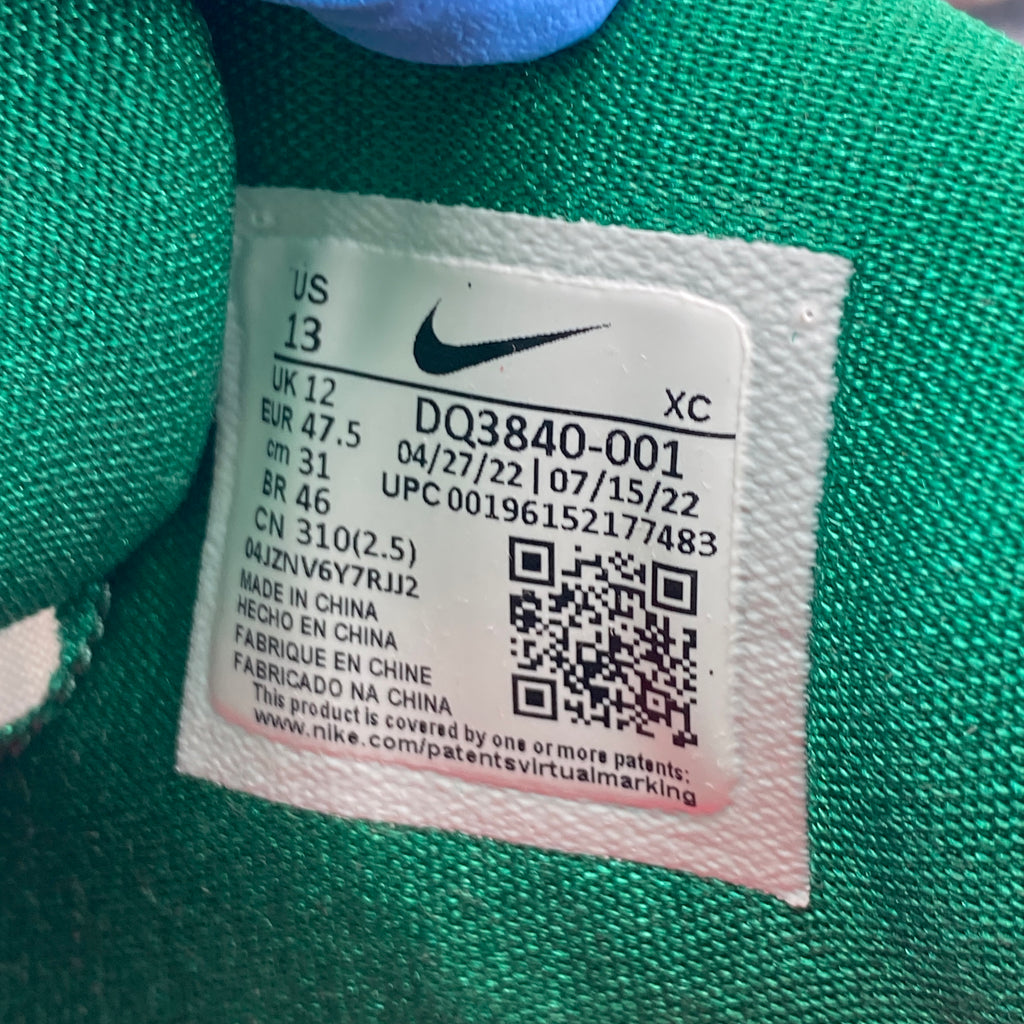 US
13
XC
UK 12
EUR 47.5
cm 31
BR 46
CN 310(2.5)
04JZNV6Y7RJJ2
DQ3840-001
04/27/22 | 07/15/22
UPC 00196152177483
MADE IN CHINA
HECHO EN CHINA
FABRIQUE EN CHINE
FABRICADO NA CHINA
This product is covered by one or more patents:
www.nike.com/patentsvirtualmarking